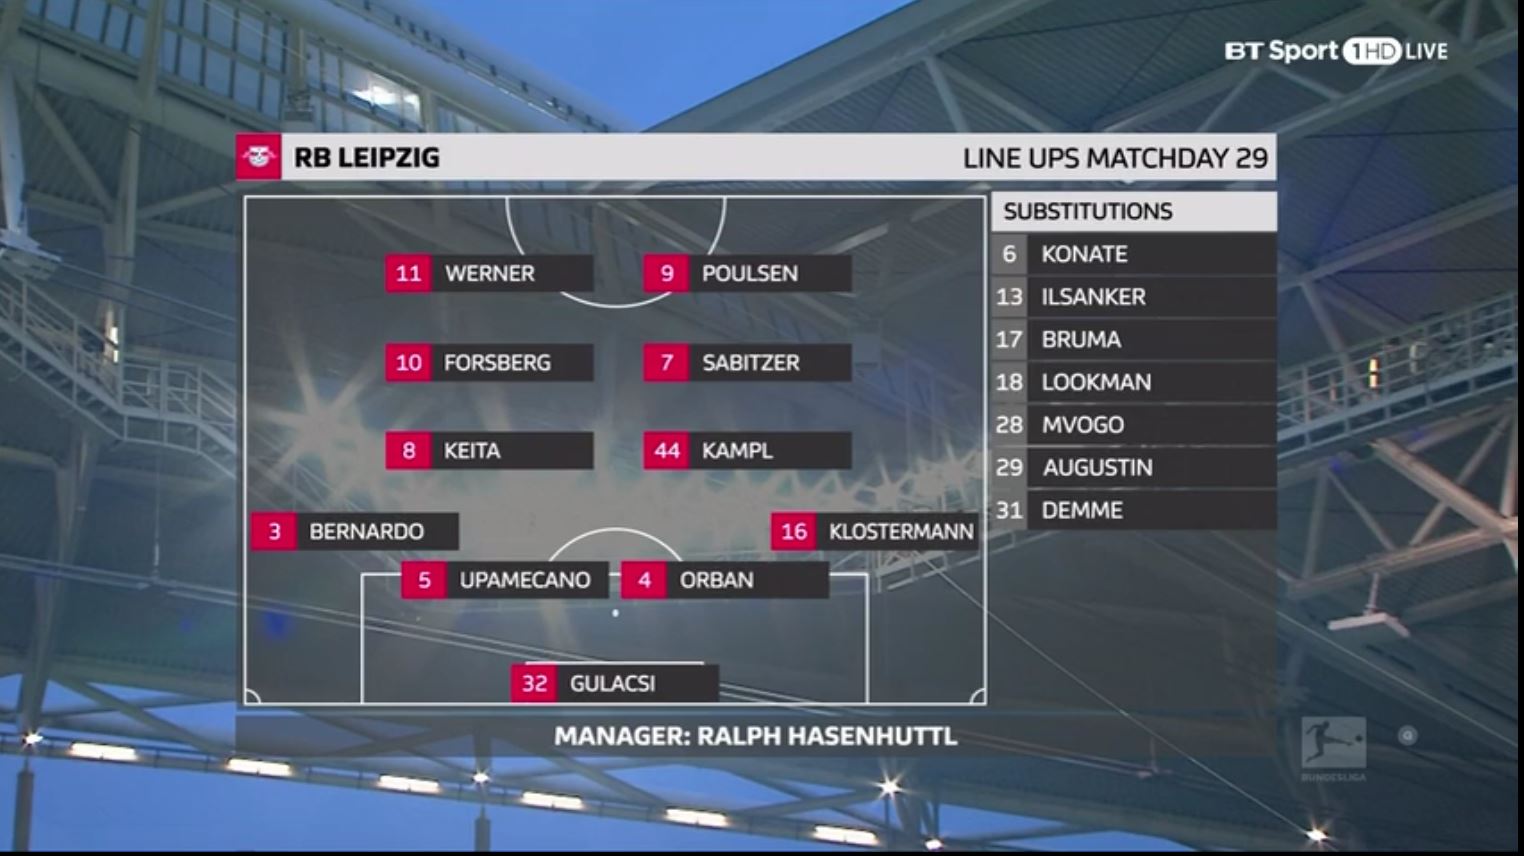 BT Sport 1HD LIVE
RB LEIPZIG
LINE UPS MATCHDAY 29
11 WERNER
9 POULSEN
10 FORSBERG
7 SABITZER
8 KEITA
44 KAMPL
3 BERNARDO
16 KLOSTERMANN
5 UPAMECANO
4 ORBAN
32 GULACSI
SUBSTITUTIONS
6 KONATE
13 ILSANKER
17 BRUMA
18 LOOKMAN
28 MVOGO
29 AUGUSTIN
31 DEMME
MANAGER: RALPH HASENHUTTL
BUNDESLIGA